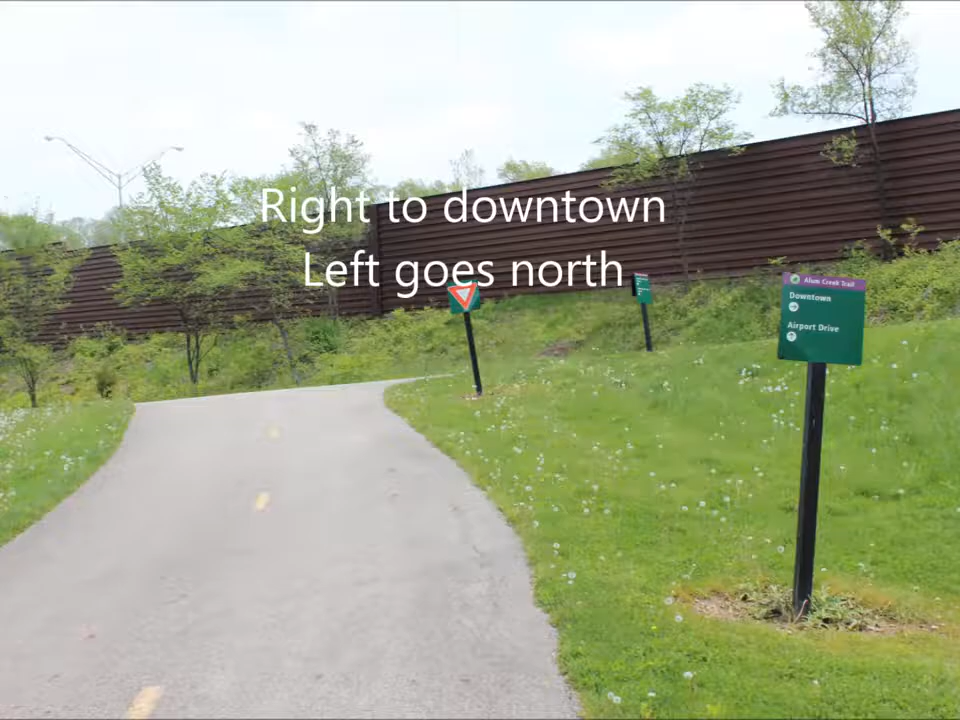 Right to downtown
Left goes north
Alum Creek Trail
Downtown
Airport Drive